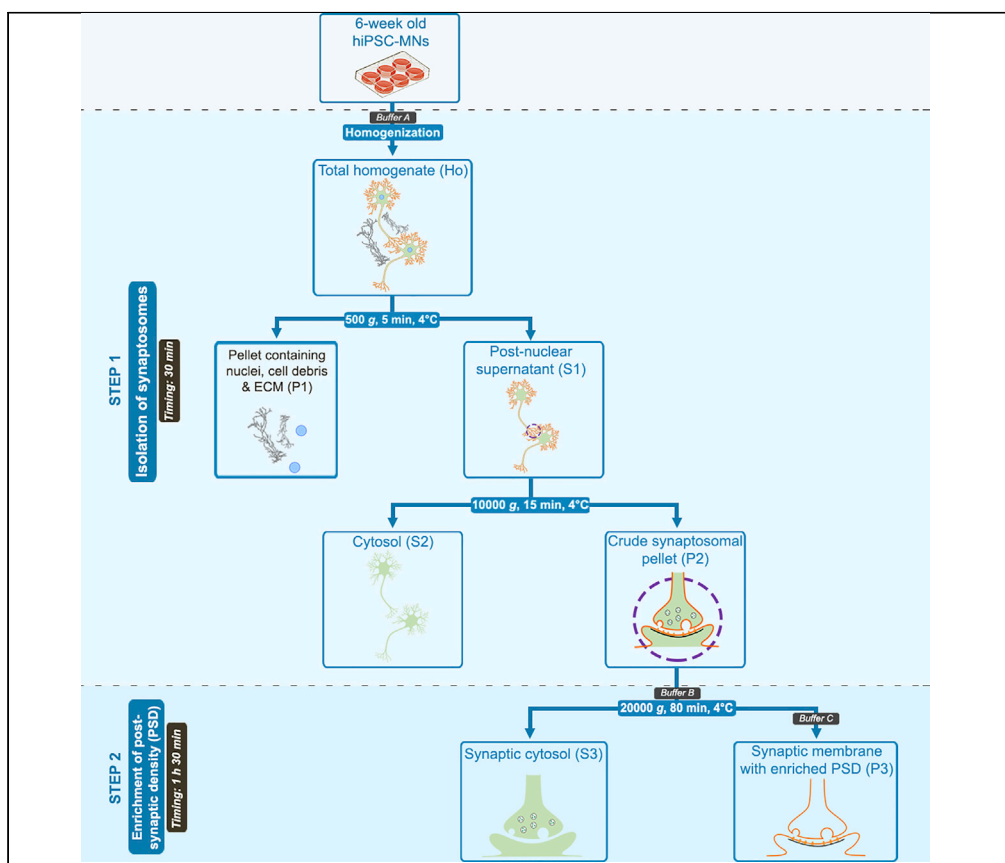 6-week old
hiPSC-MNs
Buffer A
Homogenization
Total homogenate (Ho)
500 g, 5 min, 4°C
Pellet containing
nuclei, cell debris
& ECM (P1)
Post-nuclear
supernatant (S1)
STEP 1
Isolation of synaptosomes
Timing: 30 min
10000 g, 15 min, 4°C
Cytosol (S2)
Crude synaptosomal
pellet (P2)
Buffer B
20000 g, 80 min, 4°C
Buffer C
STEP 2
Enrichment of post-
synaptic density (PSD)
Timing: 1 h 30 min
Synaptic cytosol (S3)
Synaptic membrane
with enriched PSD (P3)